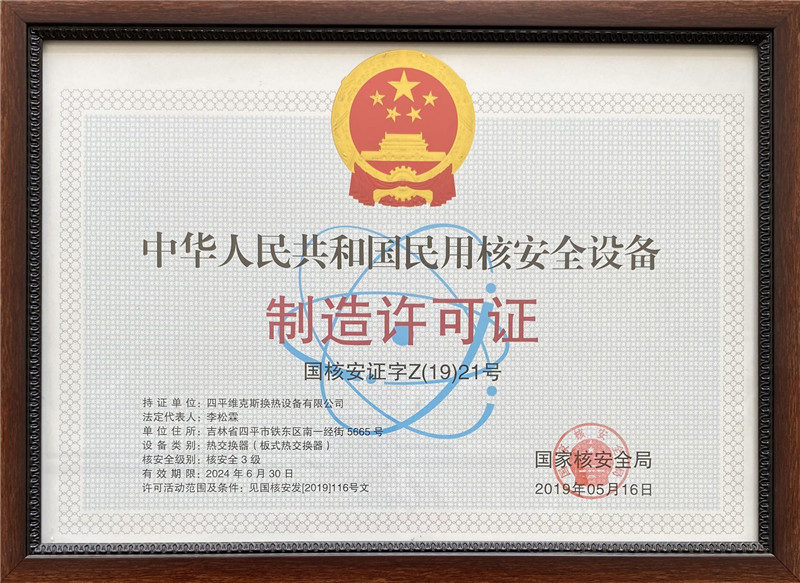 中华人民共和国民用核安全设备
制造许可证
国核安证字Z(19)21号
持证单位：四平维克斯换热设备有限公司
法定代表人：李松霖
单位住所：吉林省四平市铁东区南一经街5665号
设备类别：热交换器（板式热交换器）
核安全级别：核安全3级
有效期限：2024年6月30日
许可活动范围及条件：见国核安发[2019]116号文
国家核安全局
2019年05月16日